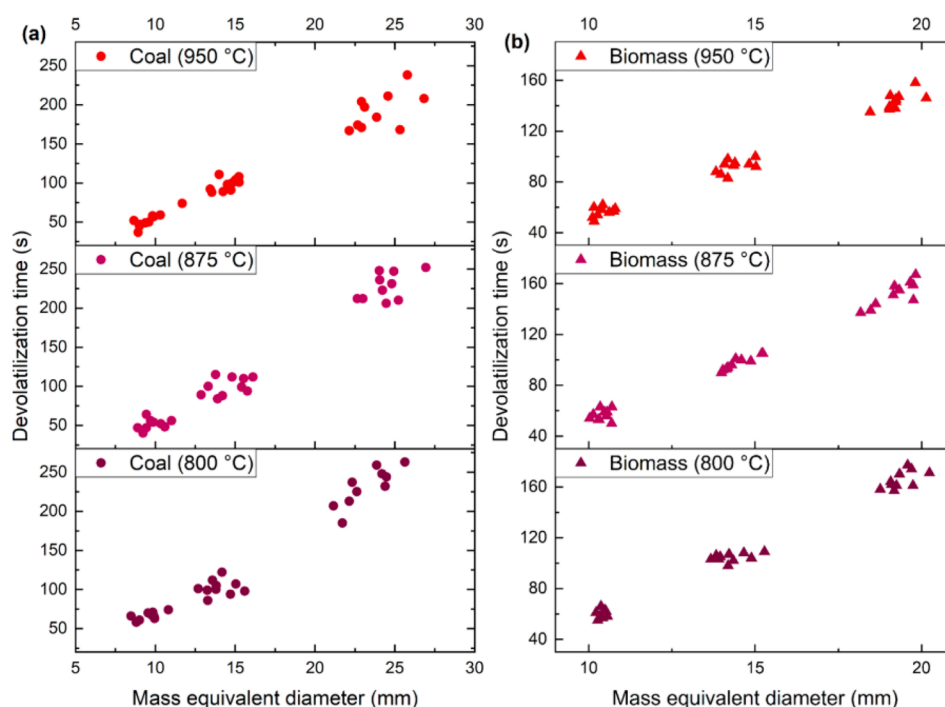 5 10 15 20 25 30
10 15 20
(a)
Coal (950 °C)
250
200
150
100
50
Coal (875 °C)
250
200
150
100
50
Coal (800 °C)
250
200
150
100
50
Devolatilization time (s)
5 10 15 20 25 30
Mass equivalent diameter (mm)
(b)
Biomass (950 °C)
160
120
80
40
Biomass (875 °C)
160
120
80
40
Biomass (800 °C)
160
120
80
40
Devolatilization time (s)
10 15 20
Mass equivalent diameter (mm)